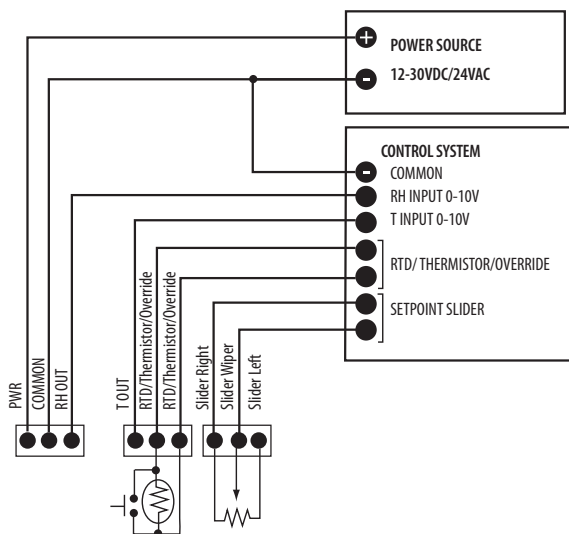 POWER SOURCE
12-30VDC/24VAC
CONTROL SYSTEM
COMMON
RH INPUT 0-10V
T INPUT 0-10V
RTD/ THERMISTOR/OVERRIDE
SETPOINT SLIDER
PWR
COMMON
RH OUT
T OUT
RTD/Thermistor/Override
RTD/Thermistor/Override
Slider Right
Slider Wiper
Slider Left